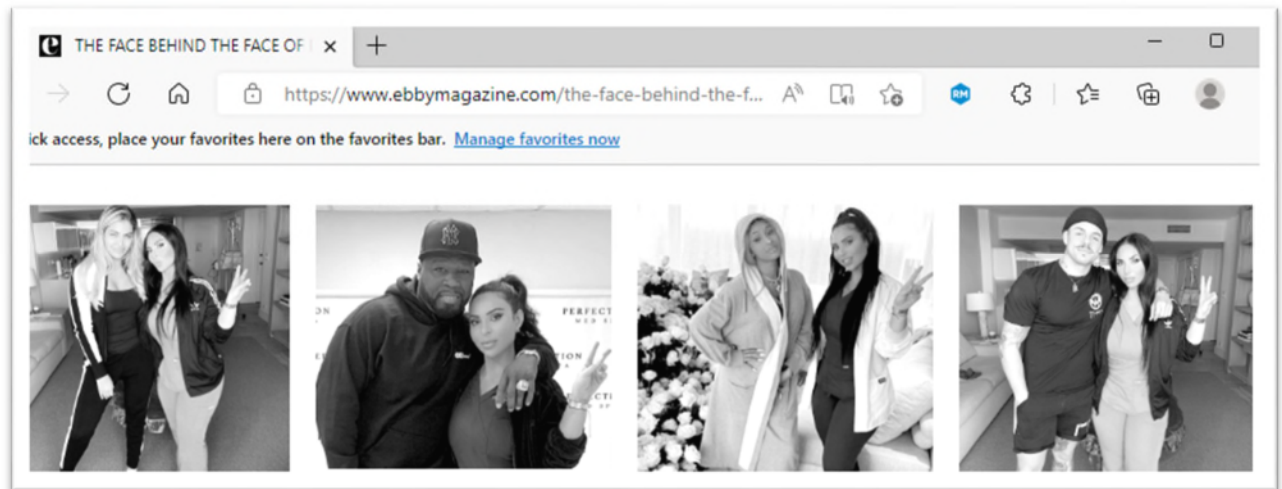 THE FACE BEHIND THE FACE OF
https://www.ebbymagazine.com/the-face-behind-the-f...
ick access, place your favorites here on the favorites bar. Manage favorites now
PERFECT
MED